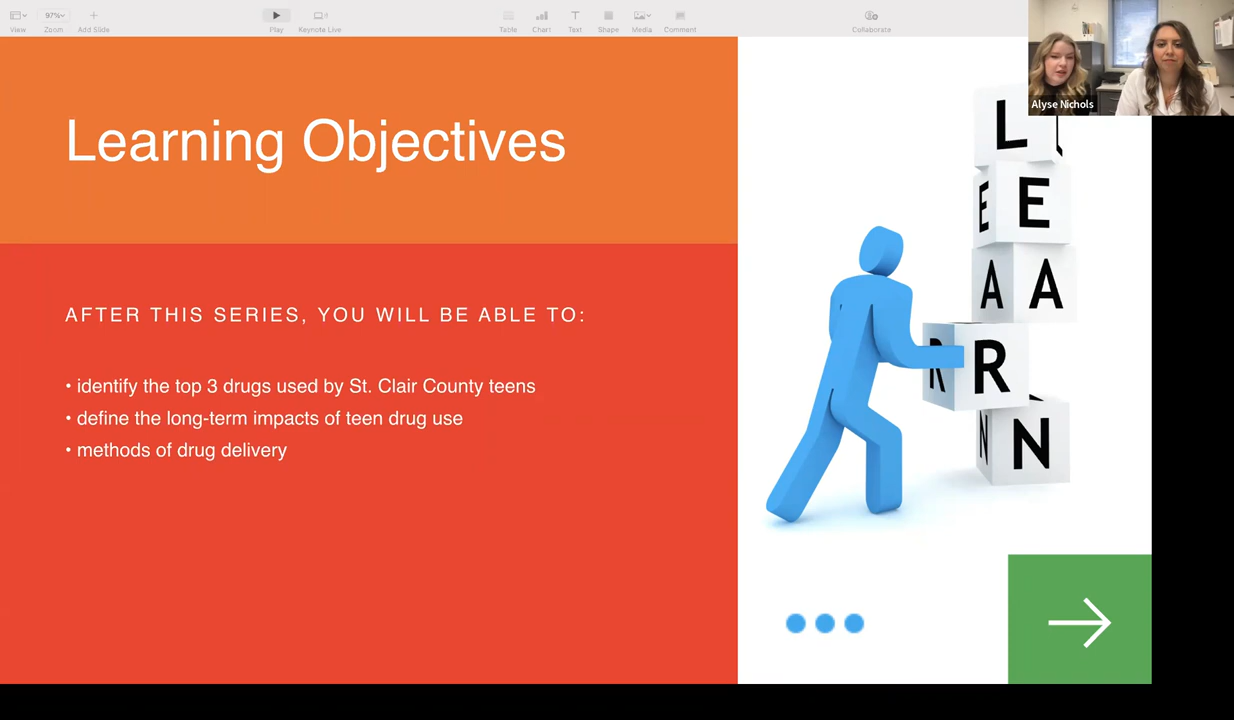 97%
View
Zoom
Add Slide
Play
Keynote Live
Table
Chart
Text
Shape
Media
Comment
Collaborate
Alyse Nichols
Learning Objectives
AFTER THIS SERIES, YOU WILL BE ABLE TO:
• identify the top 3 drugs used by St. Clair County teens
• define the long-term impacts of teen drug use
• methods of drug delivery
L L
E E
A A
R R
N N